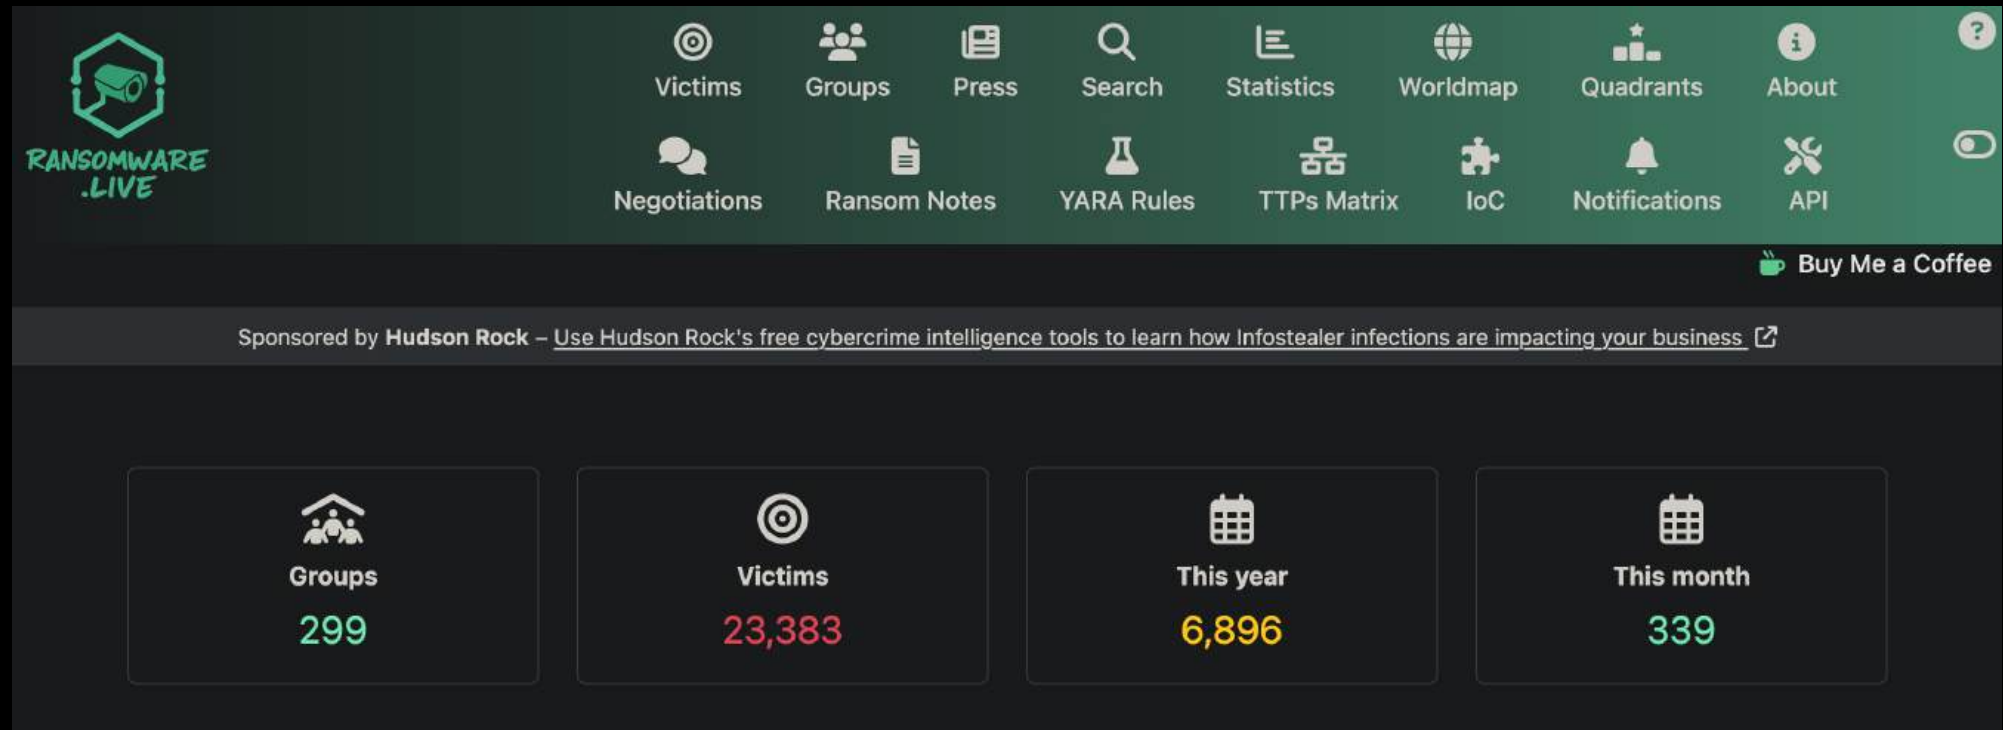 RANSOMWARE
.LIVE
Victims Groups Press Search Statistics Worldmap Quadrants About
?
Negotiations Ransom Notes YARA Rules TTPs Matrix IoC Notifications API
Buy Me a Coffee
Sponsored by Hudson Rock – Use Hudson Rock's free cybercrime intelligence tools to learn how Infostealer infections are impacting your business
Groups
299
Victims
23,383
This year
6,896
This month
339